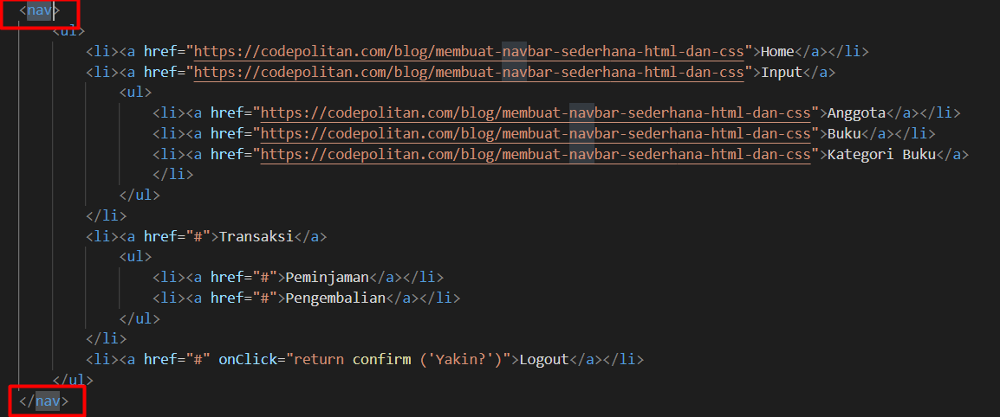 <nav>
<ul>
<li><a href="https://codepolitan.com/blog/membuat-navbar-sederhana-html-dan-css">Home</a></li>
<li><a href="https://codepolitan.com/blog/membuat-navbar-sederhana-html-dan-css">Input</a>
<ul>
<li><a href="https://codepolitan.com/blog/membuat-navbar-sederhana-html-dan-css">Anggota</a></li>
<li><a href="https://codepolitan.com/blog/membuat-navbar-sederhana-html-dan-css">Buku</a></li>
<li><a href="https://codepolitan.com/blog/membuat-navbar-sederhana-html-dan-css">Kategori Buku</a>
</li>
</ul>
</li>
<li><a href="#">Transaksi</a>
<ul>
<li><a href="#">Peminjaman</a></li>
<li><a href="#">Pengembalian</a></li>
</ul>
</li>
<li><a href="#" onClick="return confirm ('Yakin?')">Logout</a></li>
</ul>
</nav>